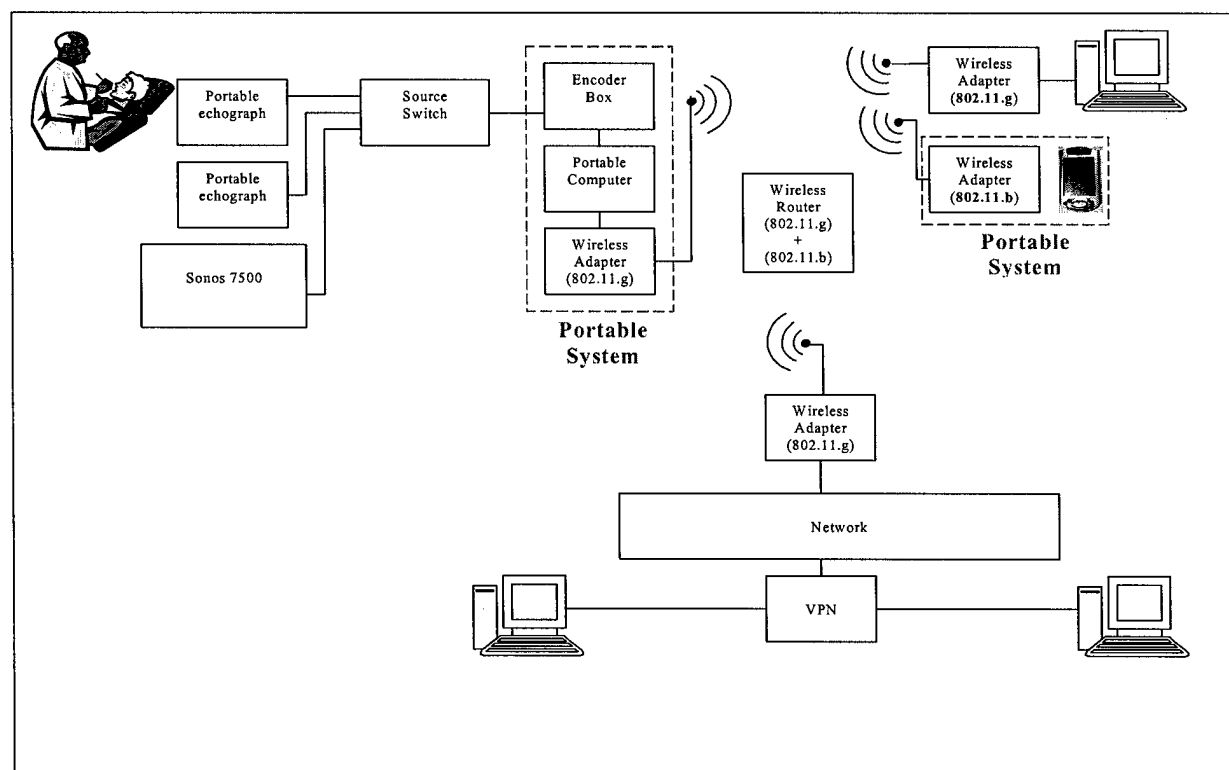 Portable
echograph
Portable
echograph
Sonos 7500
Source
Switch
Encoder
Box
Portable
Computer
Wireless
Adapter
(802.11.g)
Portable
System
Wireless
Router
(802.11.g)
+
(802.11.b)
Wireless
Adapter
(802.11.g)
Wireless
Adapter
(802.11.b)
Portable
System
Wireless
Adapter
(802.11.g)
Network
VPN